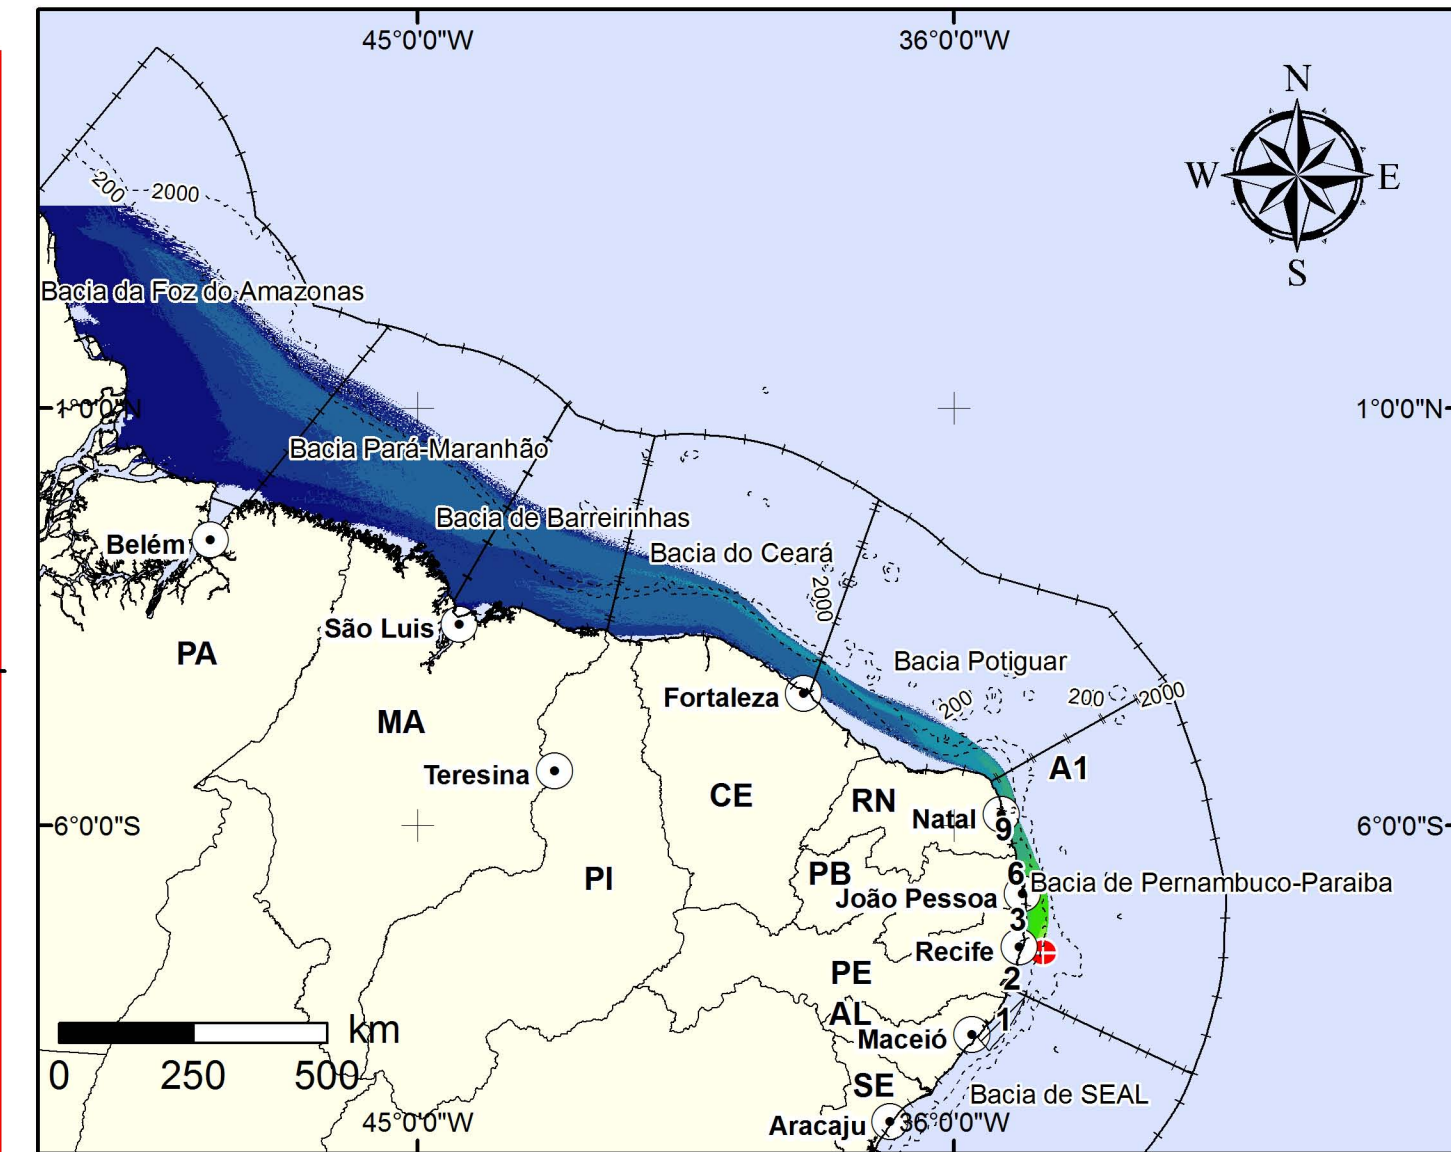 45°0'0"W
36°0'0"W
N
W
E
S
200
2000
Bacia da Foz do Amazonas
1°0'0"N
1°0'0"N
Bacia Pará-Maranhão
Bacia de Barreirinhas
Belém
Bacia do Ceará
2000
São Luis
PA
Bacia Potiguar
Fortaleza
200
200
2000
MA
Teresina
A1
CE
RN
Natal
6°0'0"S
9
6°0'0"S
PI
PB
6
Bacia de Pernambuco-Paraiba
João Pessoa
3
Recife
PE
2
AL
1
km
Maceió
0
250
500
SE
Bacia de SEAL
45°0'0"W
Aracaju
36°0'0"W